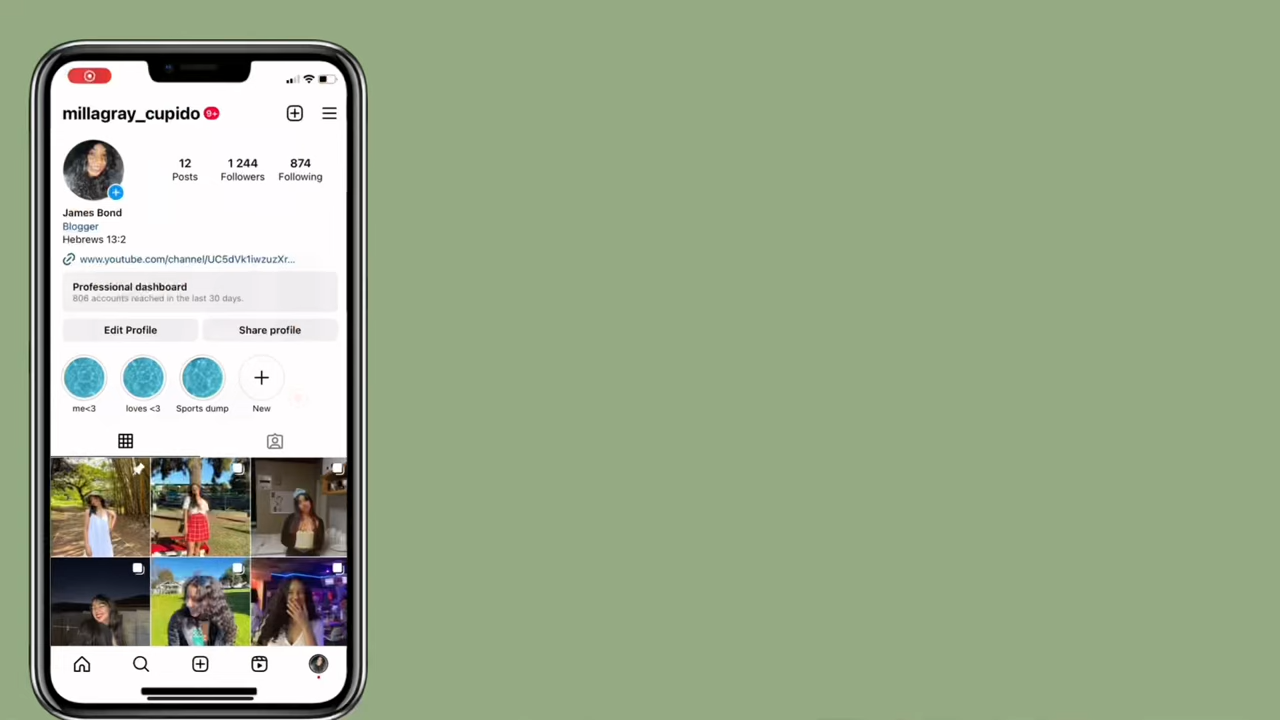 millagray_cupido 9+
12 1 244 874
Posts Followers Following
James Bond
Blogger
Hebrews 13:2
www.youtube.com/channel/UC5dVk1iwzuzXr...
Professional dashboard
806 accounts reached in the last 30 days.
Edit Profile Share profile
me<3 loves <3 Sports dump New